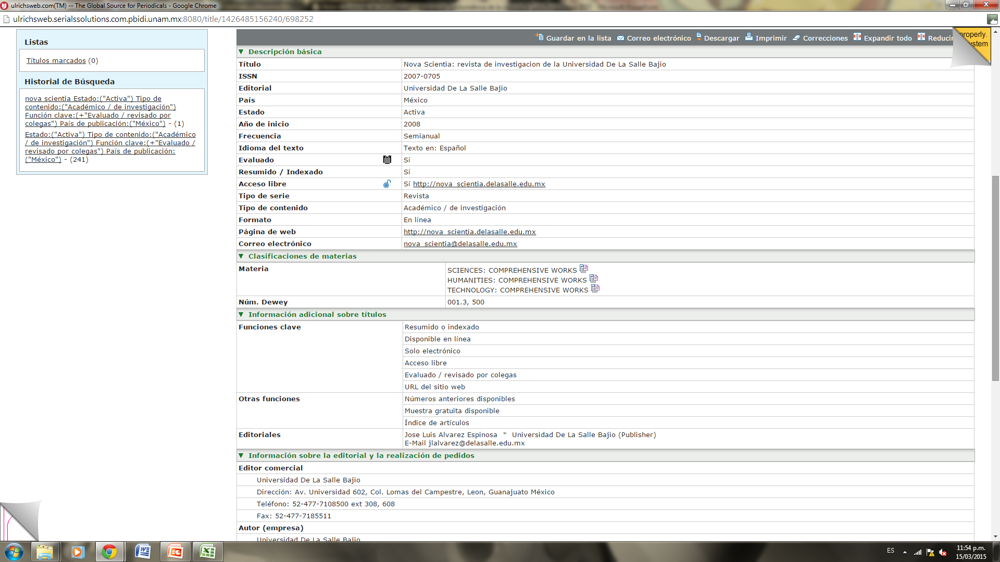 ulrichsweb.com(TM) -- The Global Source for Periodicals - Google Chrome
ulrichsweb.serialssolutions.com.pbidi.unam.mx:8080/title/1426485156240/698252
Listas
Títulos marcados (0)
Historial de Búsqueda
nova scientia Estado:("Activa") Tipo de
contenido:("Académico / de investigación")
Función clave:(+"Evaluado / revisado por
colegas") País de publicación:("México") - (1)
Estado:("Activa") Tipo de contenido:("Académico
/ de investigación") Función clave:(+"Evaluado /
revisado por colegas") País de publicación:
("México") - (241)
Guardar en la lista Correo electrónico Descargar Imprimir Correcciones Expandir todo Reducir
properly.
ystem
▼ Descripción básica
Título Nova Scientia: revista de investigacion de la Universidad De La Salle Bajio
ISSN 2007-0705
Editorial Universidad De La Salle Bajio
País México
Estado Activa
Año de inicio 2008
Frecuencia Semianual
Idioma del texto Texto en: Español
Evaluado Sí
Resumido / Indexado Sí
Acceso libre Sí http://nova_scientia.delasalle.edu.mx
Tipo de serie Revista
Tipo de contenido Académico / de investigación
Formato En línea
Página de web http://nova_scientia.delasalle.edu.mx
Correo electrónico nova_scientia@delasalle.edu.mx
▼ Clasificaciones de materias
Materia SCIENCES: COMPREHENSIVE WORKS
HUMANITIES: COMPREHENSIVE WORKS
TECHNOLOGY: COMPREHENSIVE WORKS
Núm. Dewey 001.3, 500
▼ Información adicional sobre títulos
Funciones clave Resumido o indexado
Disponible en línea
Solo electrónico
Acceso libre
Evaluado / revisado por colegas
URL del sitio web
Otras funciones Números anteriores disponibles
Muestra gratuita disponible
Índice de artículos
Editoriales Jose Luis Alvarez Espinosa * Universidad De La Salle Bajio (Publisher)
E-Mail jlalvarez@delasalle.edu.mx
▼ Información sobre la editorial y la realización de pedidos
Editor comercial
Universidad De La Salle Bajio
Dirección: Av. Universidad 602, Col. Lomas del Campestre, Leon, Guanajuato México
Teléfono: 52-477-7108500 ext 308, 608
Fax: 52-477-7185511
Autor (empresa)
Universidad De La Salle Bajio
ES
11:54 p.m.
15/03/2015